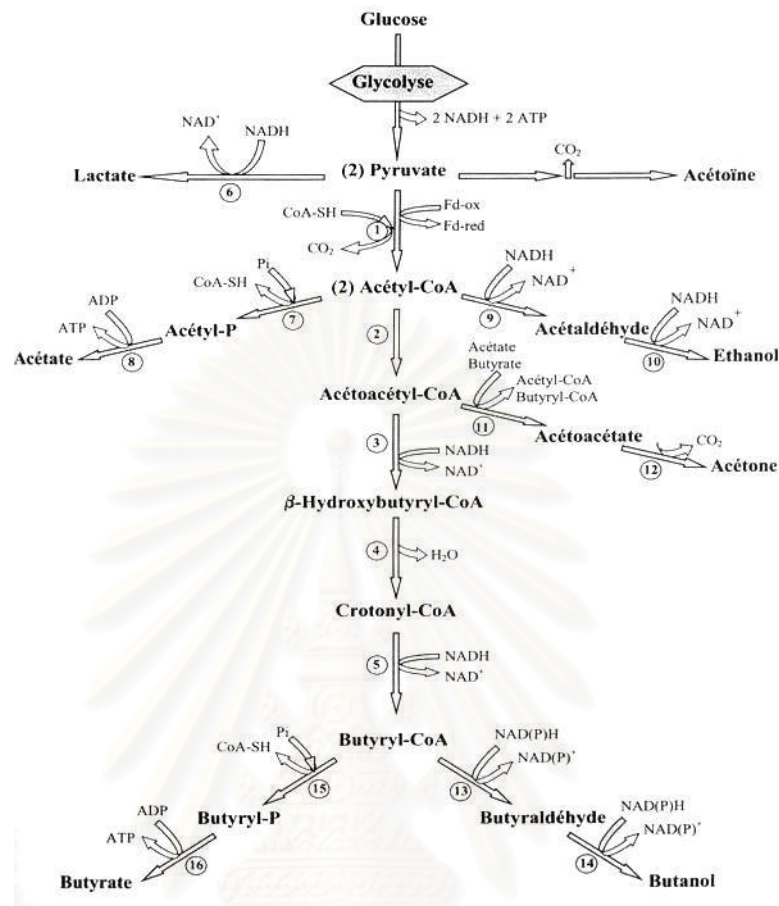 Glucose
Glycolyse
2 NADH + 2 ATP
NAD⁺
NADH
CO₂
Lactate
(2) Pyruvate
Acétoïne
6
CoA-SH
Fd-ox
1
Fd-red
CO₂
Pi
NADH
CoA-SH
(2) Acétyl-CoA
NAD⁺
ADP
NADH
ATP
Acétyl-P
7
9
Acétaldéhyde
NAD⁺
Acétate
8
2
10
Ethanol
Acétate
Butyrate
Acétyl-CoA
Acétoacétyl-CoA
Butyryl-CoA
11
Acétoacétate
3
CO₂
NADH
12
Acétone
NAD⁺
β-Hydroxybutyryl-CoA
4
H₂O
Crotonyl-CoA
5
NADH
NAD⁺
Pi
Butyryl-CoA
NAD(P)H
CoA-SH
NAD(P)⁺
15
13
ADP
Butyryl-P
Butyraldéhyde
NAD(P)H
ATP
NAD(P)⁺
16
14
Butyrate
Butanol